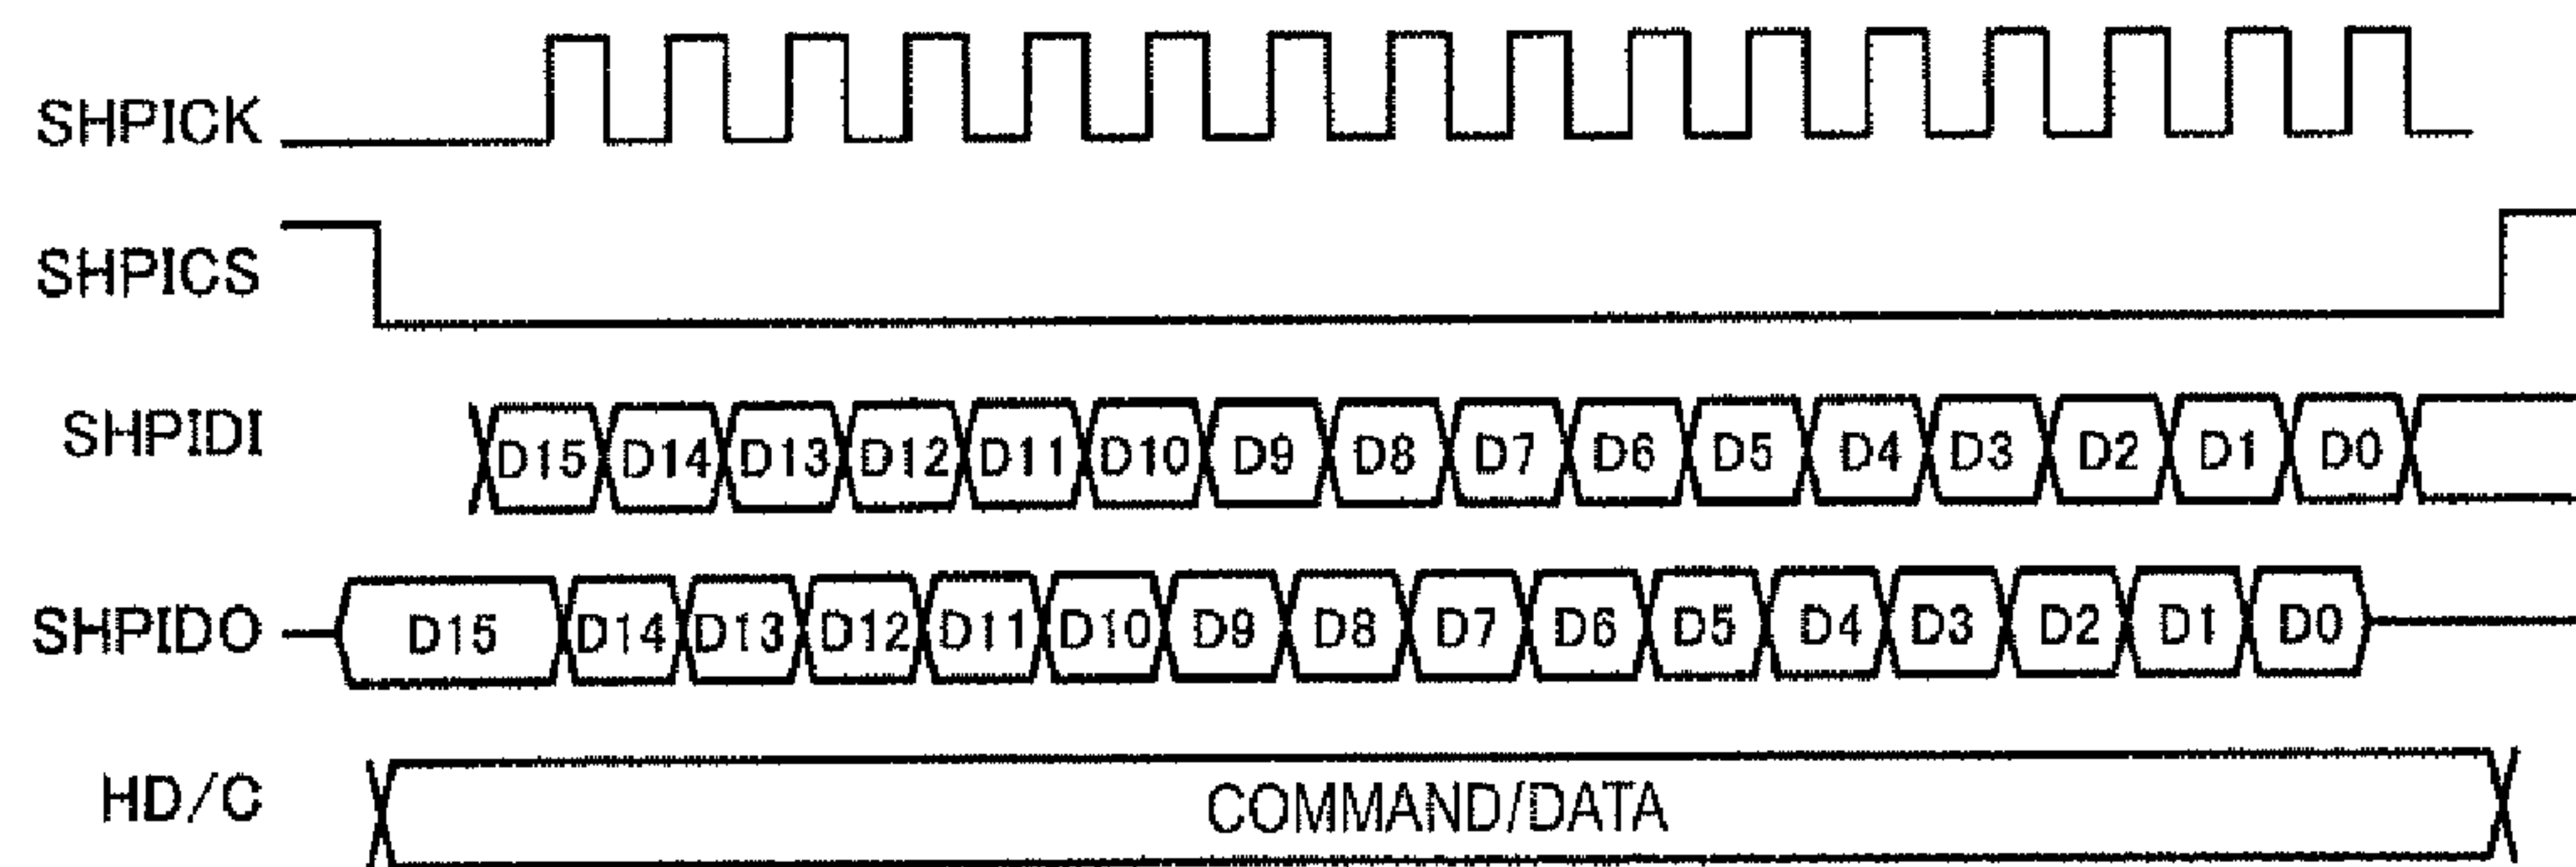 SHPICK
SHPICS
SHPIDI D15 D14 D13 D12 D11 D10 D9 D8 D7 D6 D5 D4 D3 D2 D1 D0
SHPIDO D15 D14 D13 D12 D11 D10 D9 D8 D7 D6 D5 D4 D3 D2 D1 D0
HD/C COMMAND/DATA